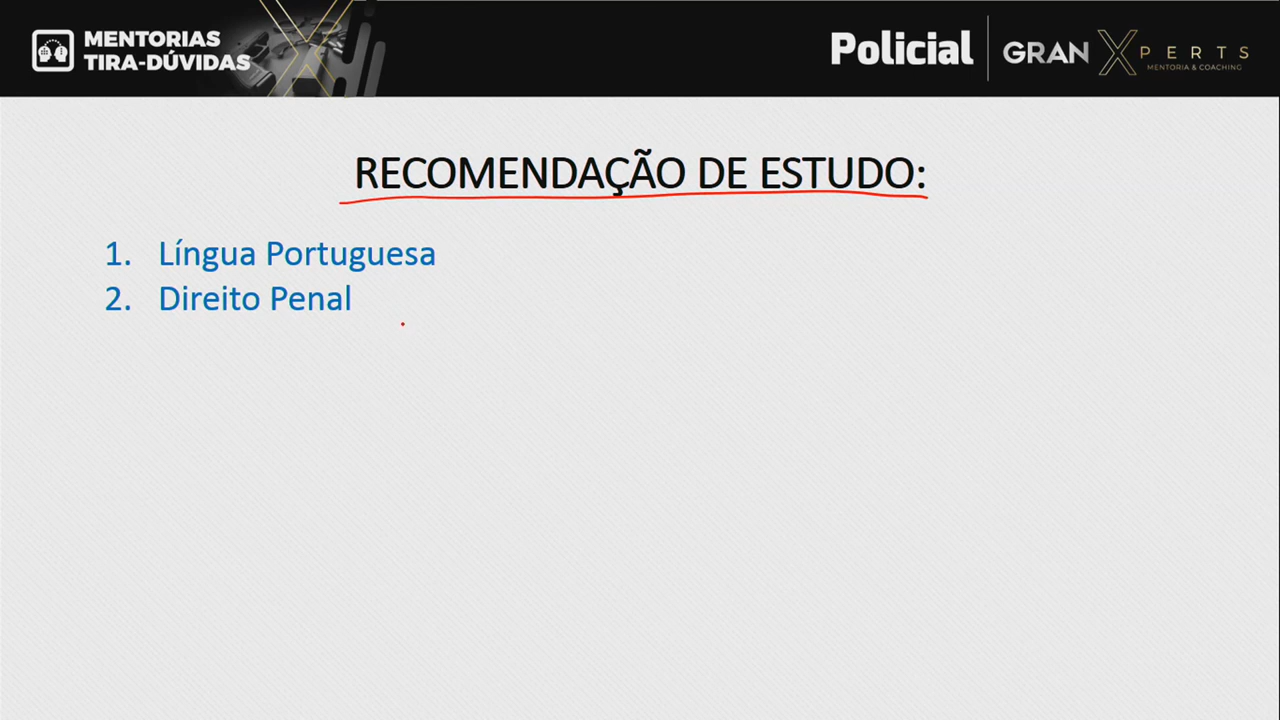 MENTORIAS
TIRA-DÚVIDAS
Policial
GRAN XPERTS
MENTORIA & COACHING
RECOMENDAÇÃO DE ESTUDO:
1. Língua Portuguesa
2. Direito Penal